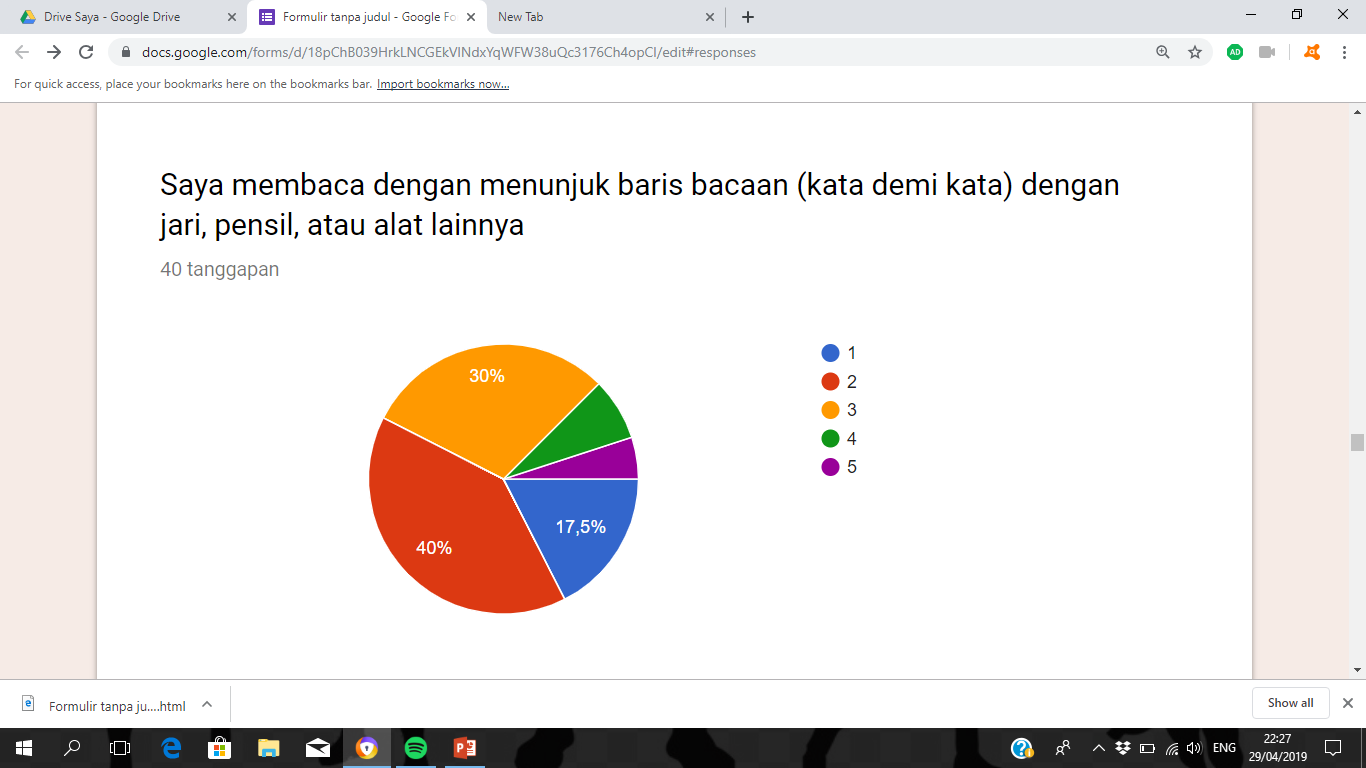 Drive Saya - Google Drive
Formulir tanpa judul - Google Fo
New Tab
docs.google.com/forms/d/18pChB039HrkLNCGEkVINdxYqWFW38uQc3176Ch4opCI/edit#responses
AD
For quick access, place your bookmarks here on the bookmarks bar. Import bookmarks now...
Saya membaca dengan menunjuk baris bacaan (kata demi kata) dengan
jari, pensil, atau alat lainnya
40 tanggapan
30%
40%
17,5%
1
2
3
4
5
Formulir tanpa ju....html
Show all
ENG
22:27
29/04/2019